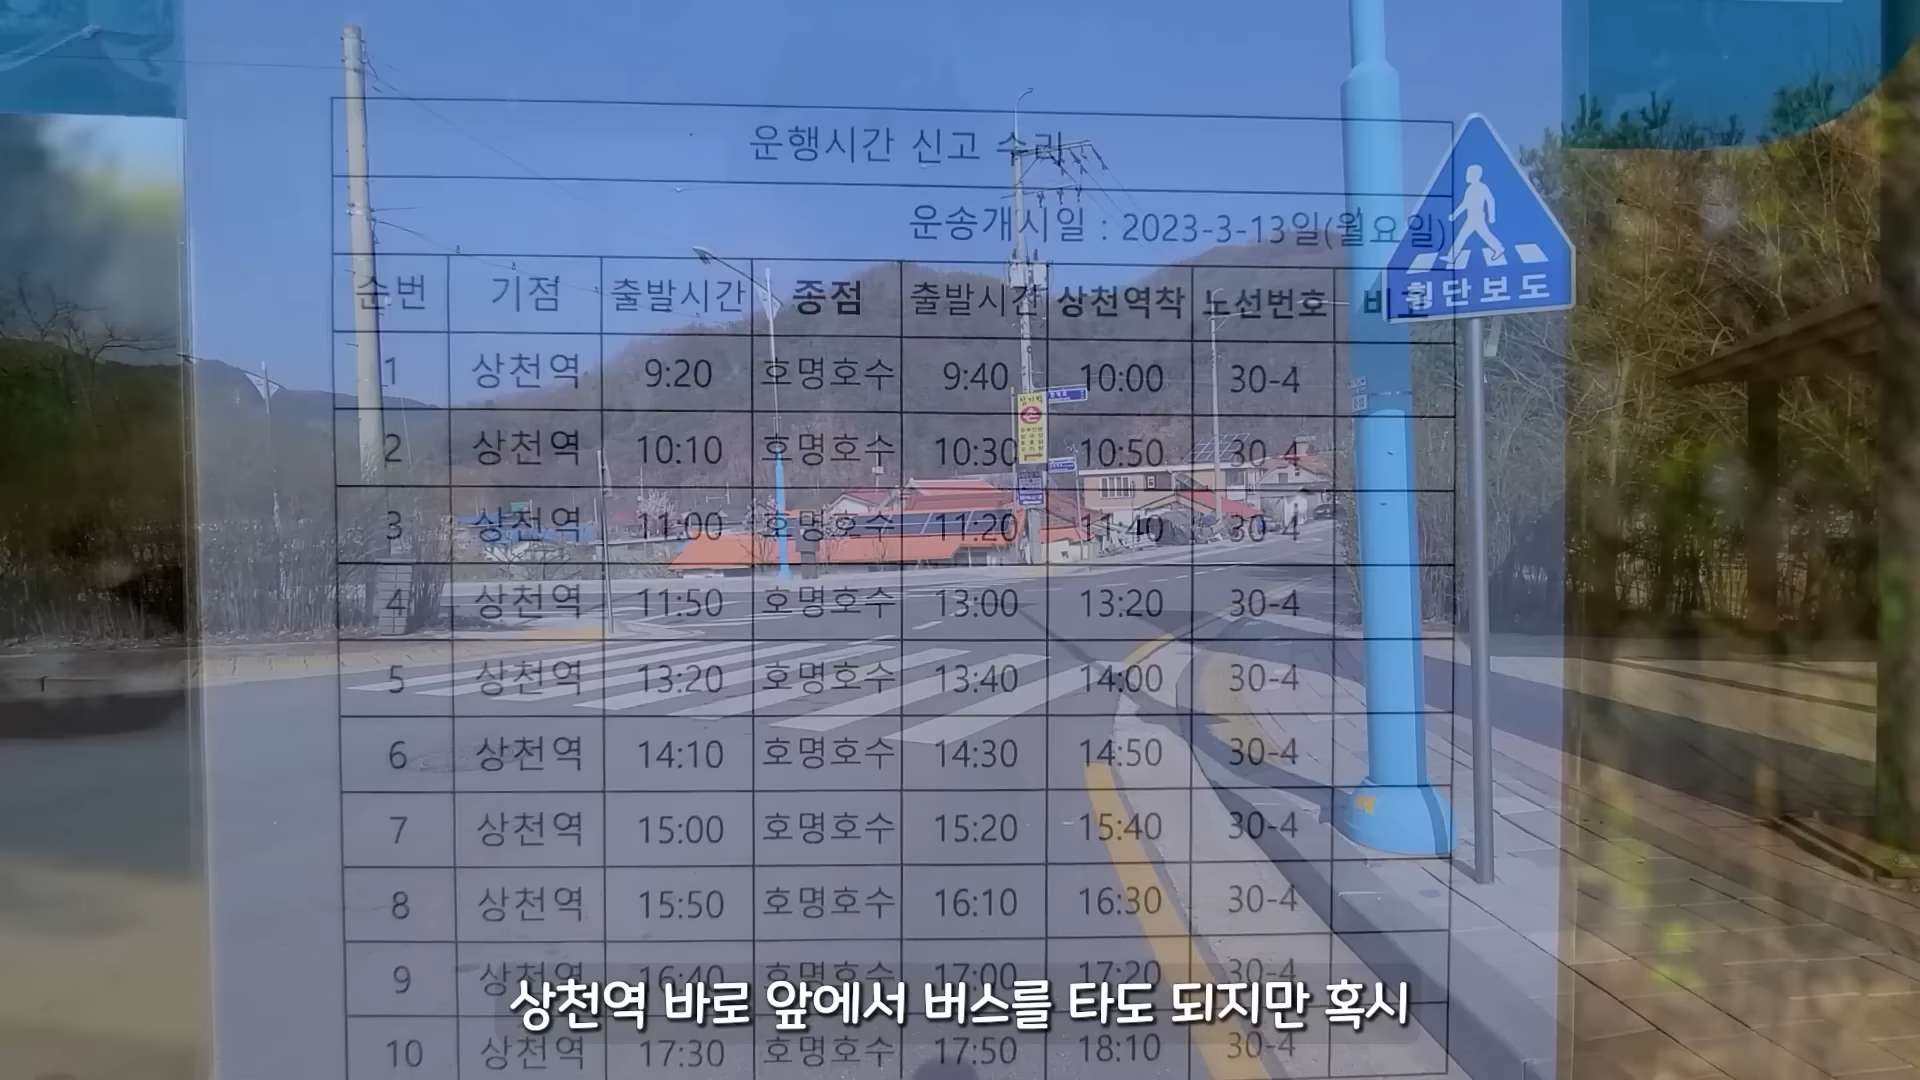 운행시간 신고 수리
운송개시일 : 2023-3-13일(월요일)
순번 기점 출발시간 종점 출발시간 상천역착 노선번호 비고
1 상천역 9:20 호명호수 9:40 10:00 30-4
2 상천역 10:10 호명호수 10:30 10:50 30-4
3 상천역 11:00 호명호수 11:20 11:40 30-4
4 상천역 11:50 호명호수 13:00 13:20 30-4
5 상천역 13:20 호명호수 13:40 14:00 30-4
6 상천역 14:10 호명호수 14:30 14:50 30-4
7 상천역 15:00 호명호수 15:20 15:40 30-4
8 상천역 15:50 호명호수 16:10 16:30 30-4
9 상천역 16:40 호명호수 17:00 17:20 30-4
10 상천역 17:30 호명호수 17:50 18:10 30-4
횡단보도
상천역 바로 앞에서 버스를 타도 되지만 혹시